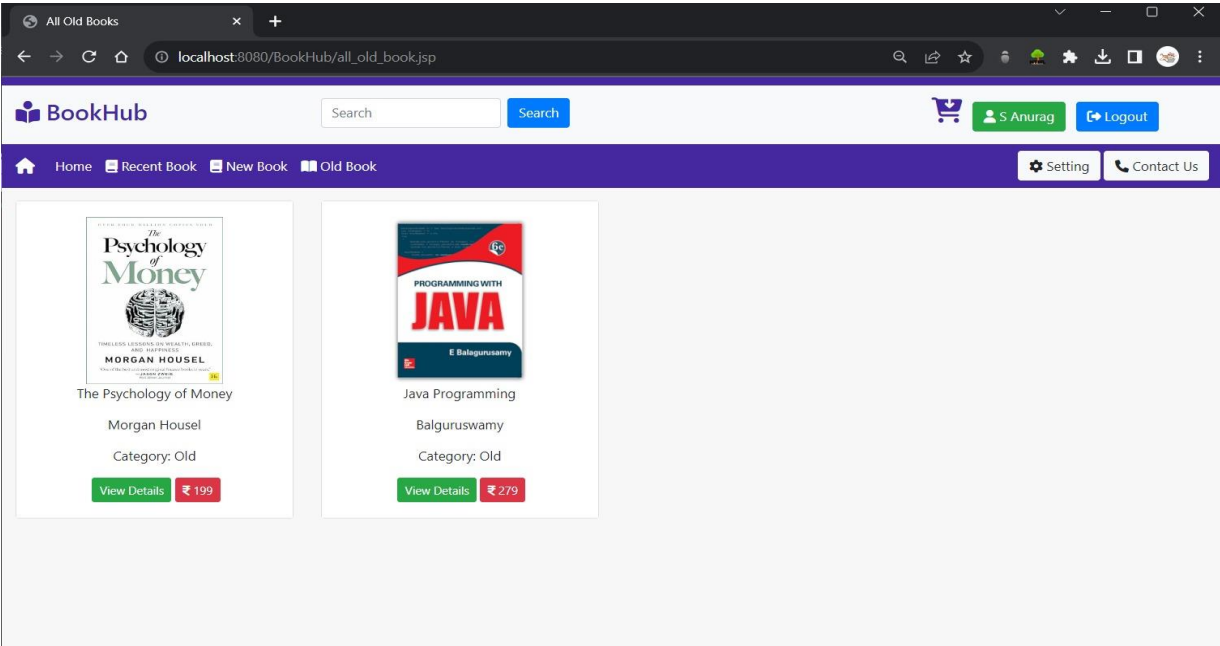 All Old Books
localhost:8080/BookHub/all_old_book.jsp
BookHub
Search
Search
S Anurag
Logout
Home
Recent Book
New Book
Old Book
Setting
Contact Us
The
Psychology
of
Money
TIMELESS LESSONS ON WEALTH, GREED,
AND HAPPINESS
MORGAN HOUSEL
The Psychology of Money
Morgan Housel
Category: Old
View Details
₹ 199
6e
PROGRAMMING WITH
JAVA
E Balagurusamy
Java Programming
Balguruswamy
Category: Old
View Details
₹ 279